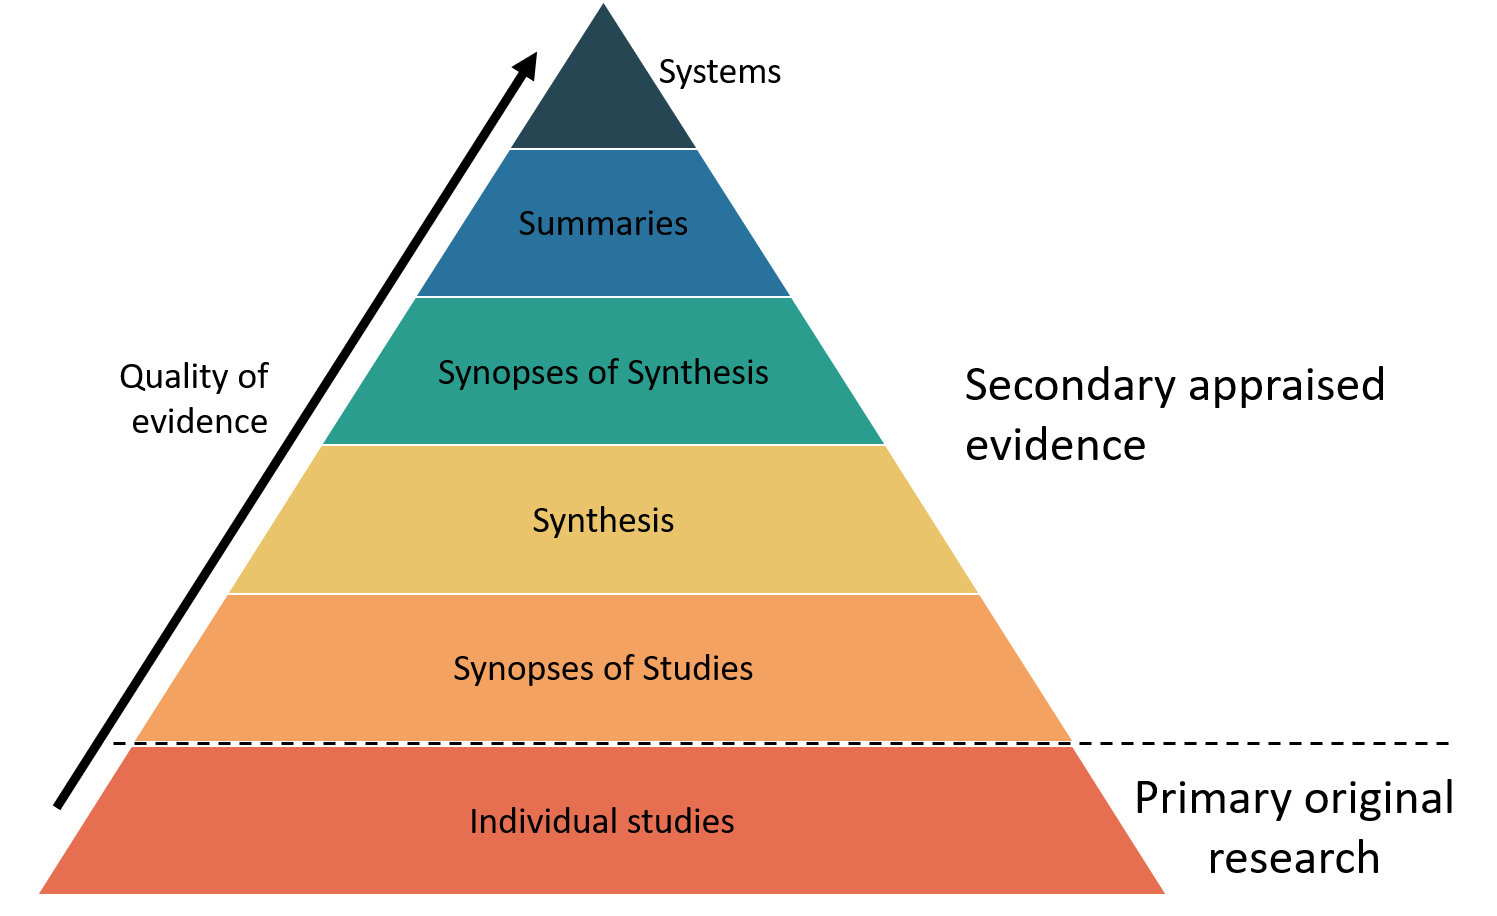 Systems
Summaries
Quality of
evidence
Synopses of Synthesis
Secondary appraised
evidence
Synthesis
Synopses of Studies
Individual studies
Primary original
research